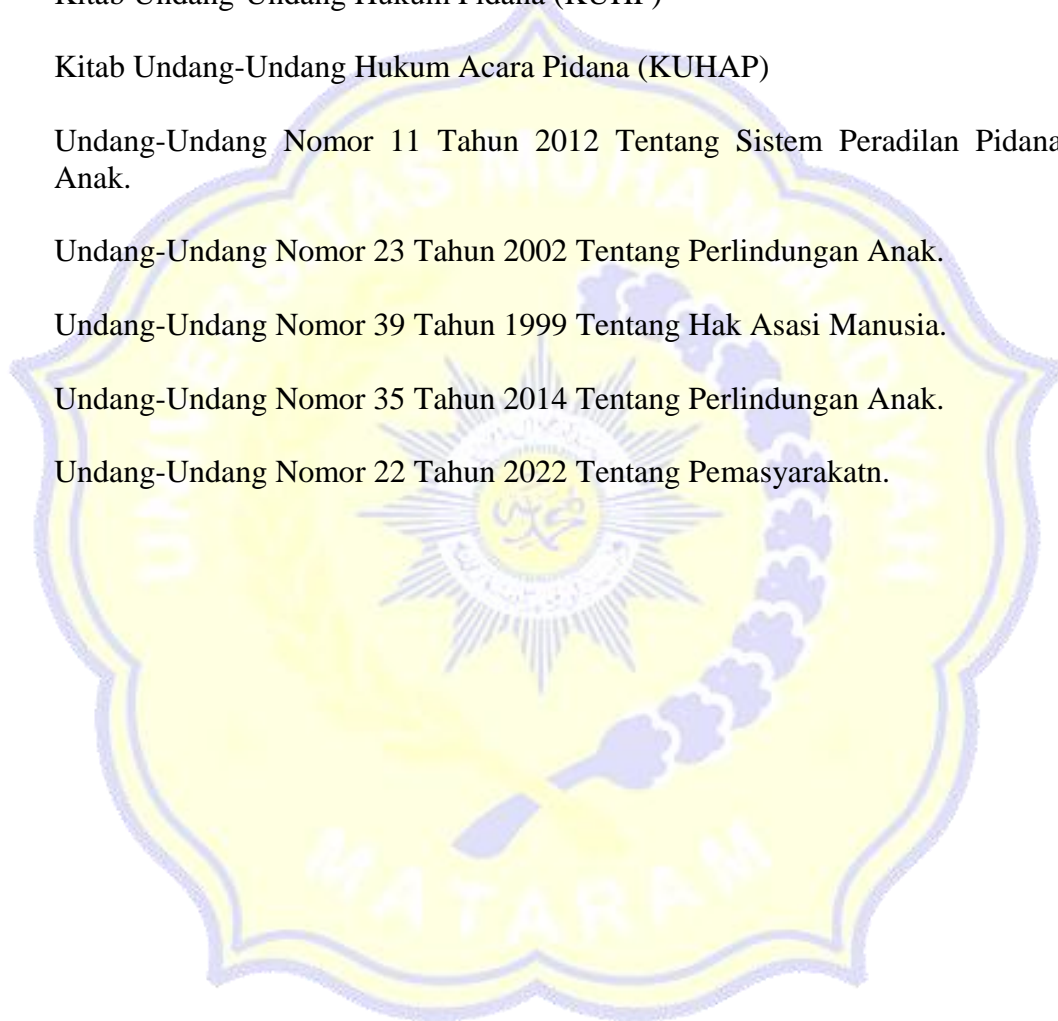 Kitab Undang-Undang Hukum Pidana (KUHP)
Kitab Undang-Undang Hukum Acara Pidana (KUHAP)
Undang-Undang Nomor 11 Tahun 2012 Tentang Sistem Peradilan Pidana
Anak.
Undang-Undang Nomor 23 Tahun 2002 Tentang Perlindungan Anak.
Undang-Undang Nomor 39 Tahun 1999 Tentang Hak Asasi Manusia.
Undang-Undang Nomor 35 Tahun 2014 Tentang Perlindungan Anak.
Undang-Undang Nomor 22 Tahun 2022 Tentang Pemasyarakatn.
UNIVERSITAS MUHAMMADIYAH
MATARAM